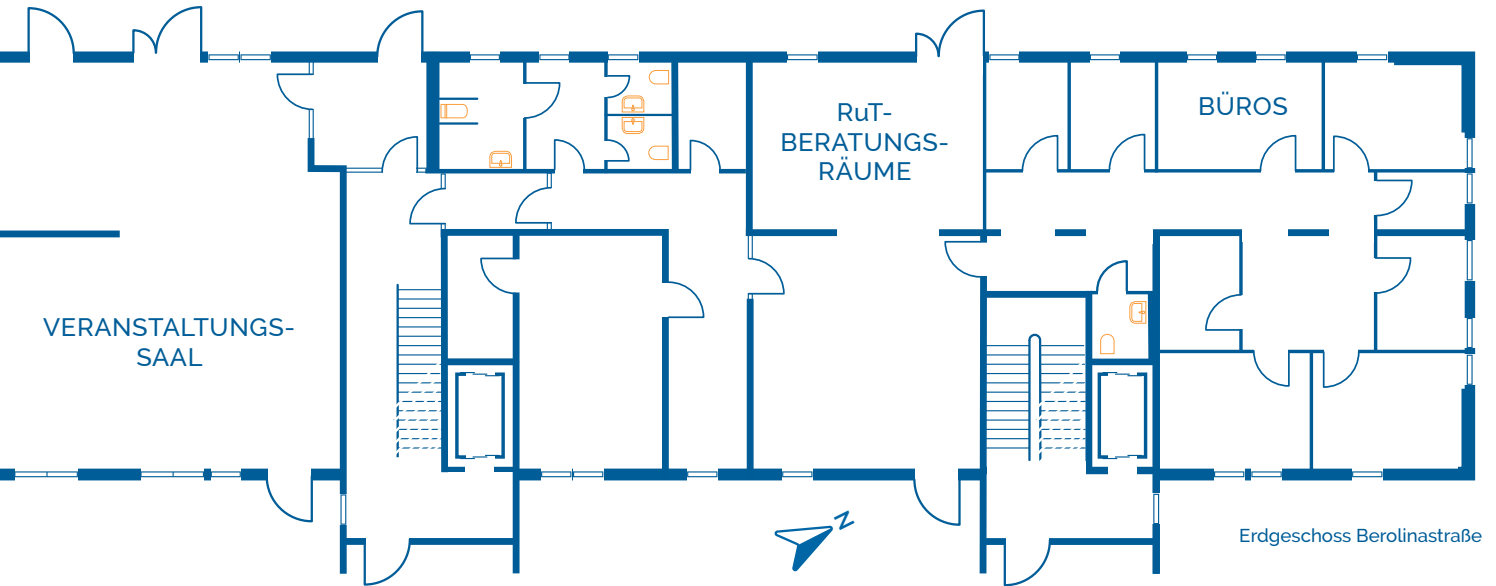 RuT-
BERATUNGS-
RÄUME
BÜROS
VERANSTALTUNGS-
SAAL
N
Erdgeschoss Berolinastraße